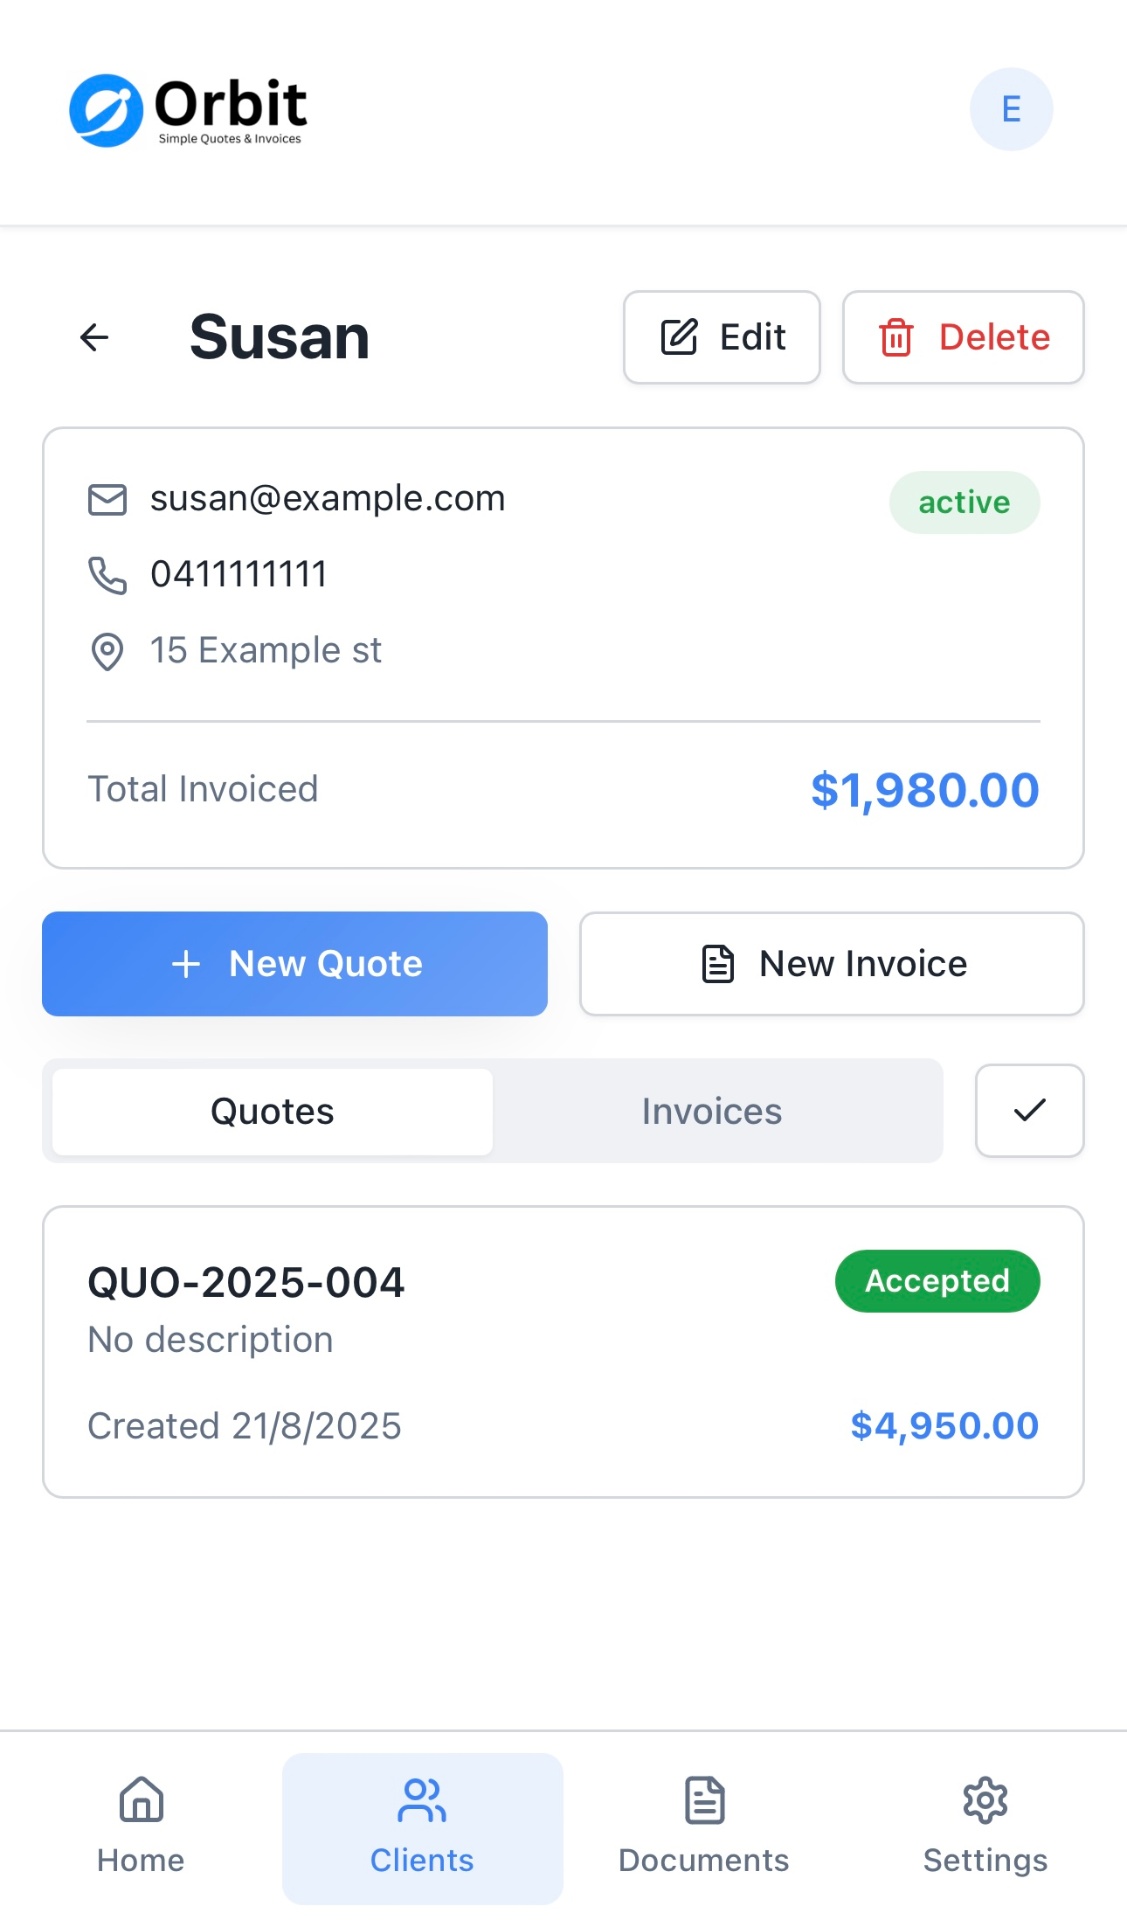 Orbit
Simple Quotes & Invoices
E
Susan
Edit
Delete
susan@example.com
active
0411111111
15 Example st
Total Invoiced
$1,980.00
New Quote
New Invoice
Quotes
Invoices
QUO-2025-004
Accepted
No description
Created 21/8/2025
$4,950.00
Home
Clients
Documents
Settings